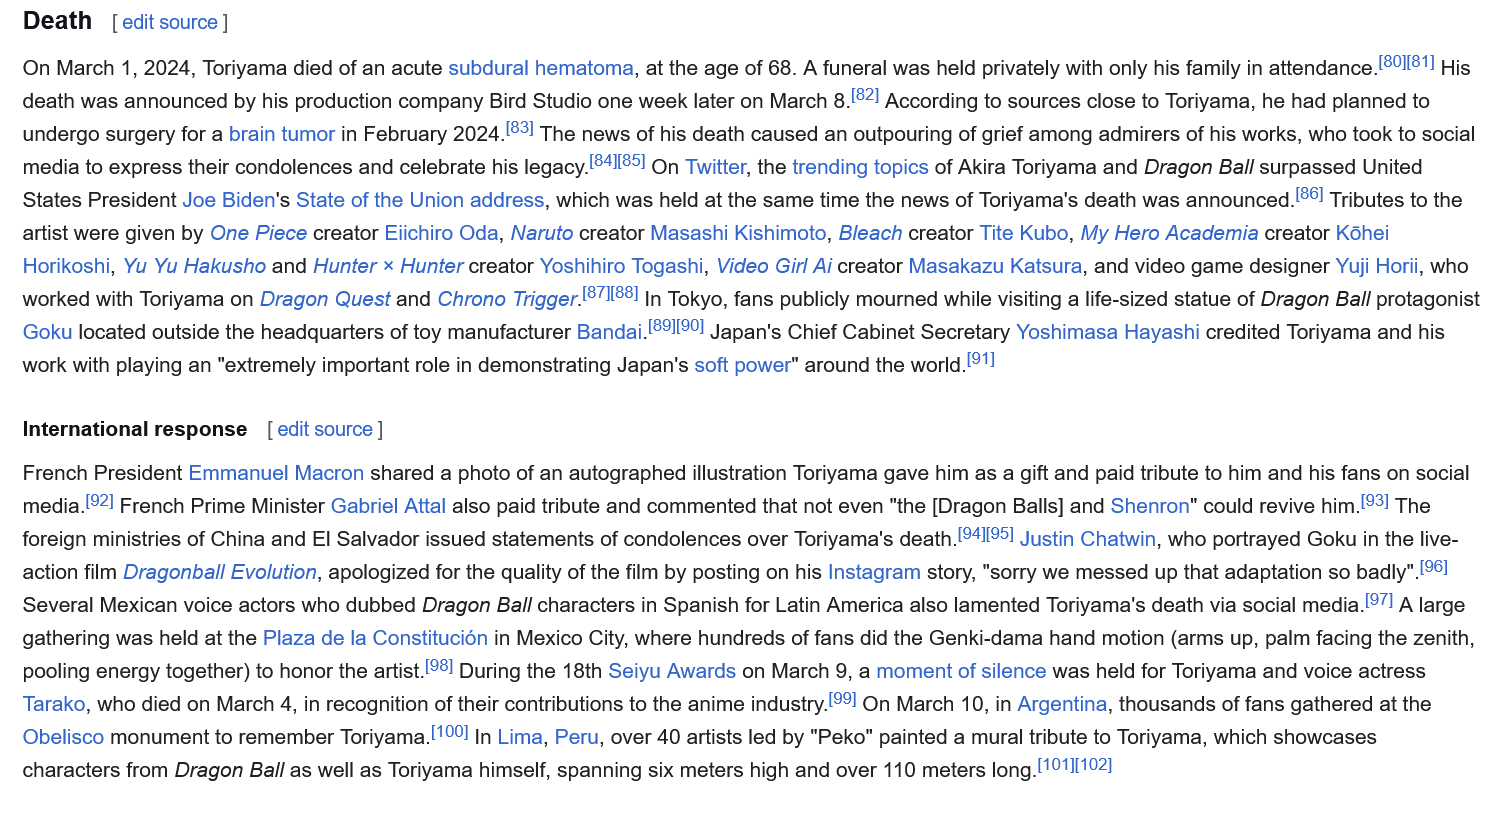 Death [ edit source ]
On March 1, 2024, Toriyama died of an acute subdural hematoma, at the age of 68. A funeral was held privately with only his family in attendance.[80][81] His
death was announced by his production company Bird Studio one week later on March 8.[82] According to sources close to Toriyama, he had planned to
undergo surgery for a brain tumor in February 2024.[83] The news of his death caused an outpouring of grief among admirers of his works, who took to social
media to express their condolences and celebrate his legacy.[84][85] On Twitter, the trending topics of Akira Toriyama and Dragon Ball surpassed United
States President Joe Biden's State of the Union address, which was held at the same time the news of Toriyama's death was announced.[86] Tributes to the
artist were given by One Piece creator Eiichiro Oda, Naruto creator Masashi Kishimoto, Bleach creator Tite Kubo, My Hero Academia creator Kōhei
Horikoshi, Yu Yu Hakusho and Hunter × Hunter creator Yoshihiro Togashi, Video Girl Ai creator Masakazu Katsura, and video game designer Yuji Horii, who
worked with Toriyama on Dragon Quest and Chrono Trigger.[87][88] In Tokyo, fans publicly mourned while visiting a life-sized statue of Dragon Ball protagonist
Goku located outside the headquarters of toy manufacturer Bandai.[89][90] Japan's Chief Cabinet Secretary Yoshimasa Hayashi credited Toriyama and his
work with playing an "extremely important role in demonstrating Japan's soft power" around the world.[91]
International response [ edit source ]
French President Emmanuel Macron shared a photo of an autographed illustration Toriyama gave him as a gift and paid tribute to him and his fans on social
media.[92] French Prime Minister Gabriel Attal also paid tribute and commented that not even "the [Dragon Balls] and Shenron" could revive him.[93] The
foreign ministries of China and El Salvador issued statements of condolences over Toriyama's death.[94][95] Justin Chatwin, who portrayed Goku in the live-
action film Dragonball Evolution, apologized for the quality of the film by posting on his Instagram story, "sorry we messed up that adaptation so badly".[96]
Several Mexican voice actors who dubbed Dragon Ball characters in Spanish for Latin America also lamented Toriyama's death via social media.[97] A large
gathering was held at the Plaza de la Constitución in Mexico City, where hundreds of fans did the Genki-dama hand motion (arms up, palm facing the zenith,
pooling energy together) to honor the artist.[98] During the 18th Seiyu Awards on March 9, a moment of silence was held for Toriyama and voice actress
Tarako, who died on March 4, in recognition of their contributions to the anime industry.[99] On March 10, in Argentina, thousands of fans gathered at the
Obelisco monument to remember Toriyama.[100] In Lima, Peru, over 40 artists led by "Peko" painted a mural tribute to Toriyama, which showcases
characters from Dragon Ball as well as Toriyama himself, spanning six meters high and over 110 meters long.[101][102]